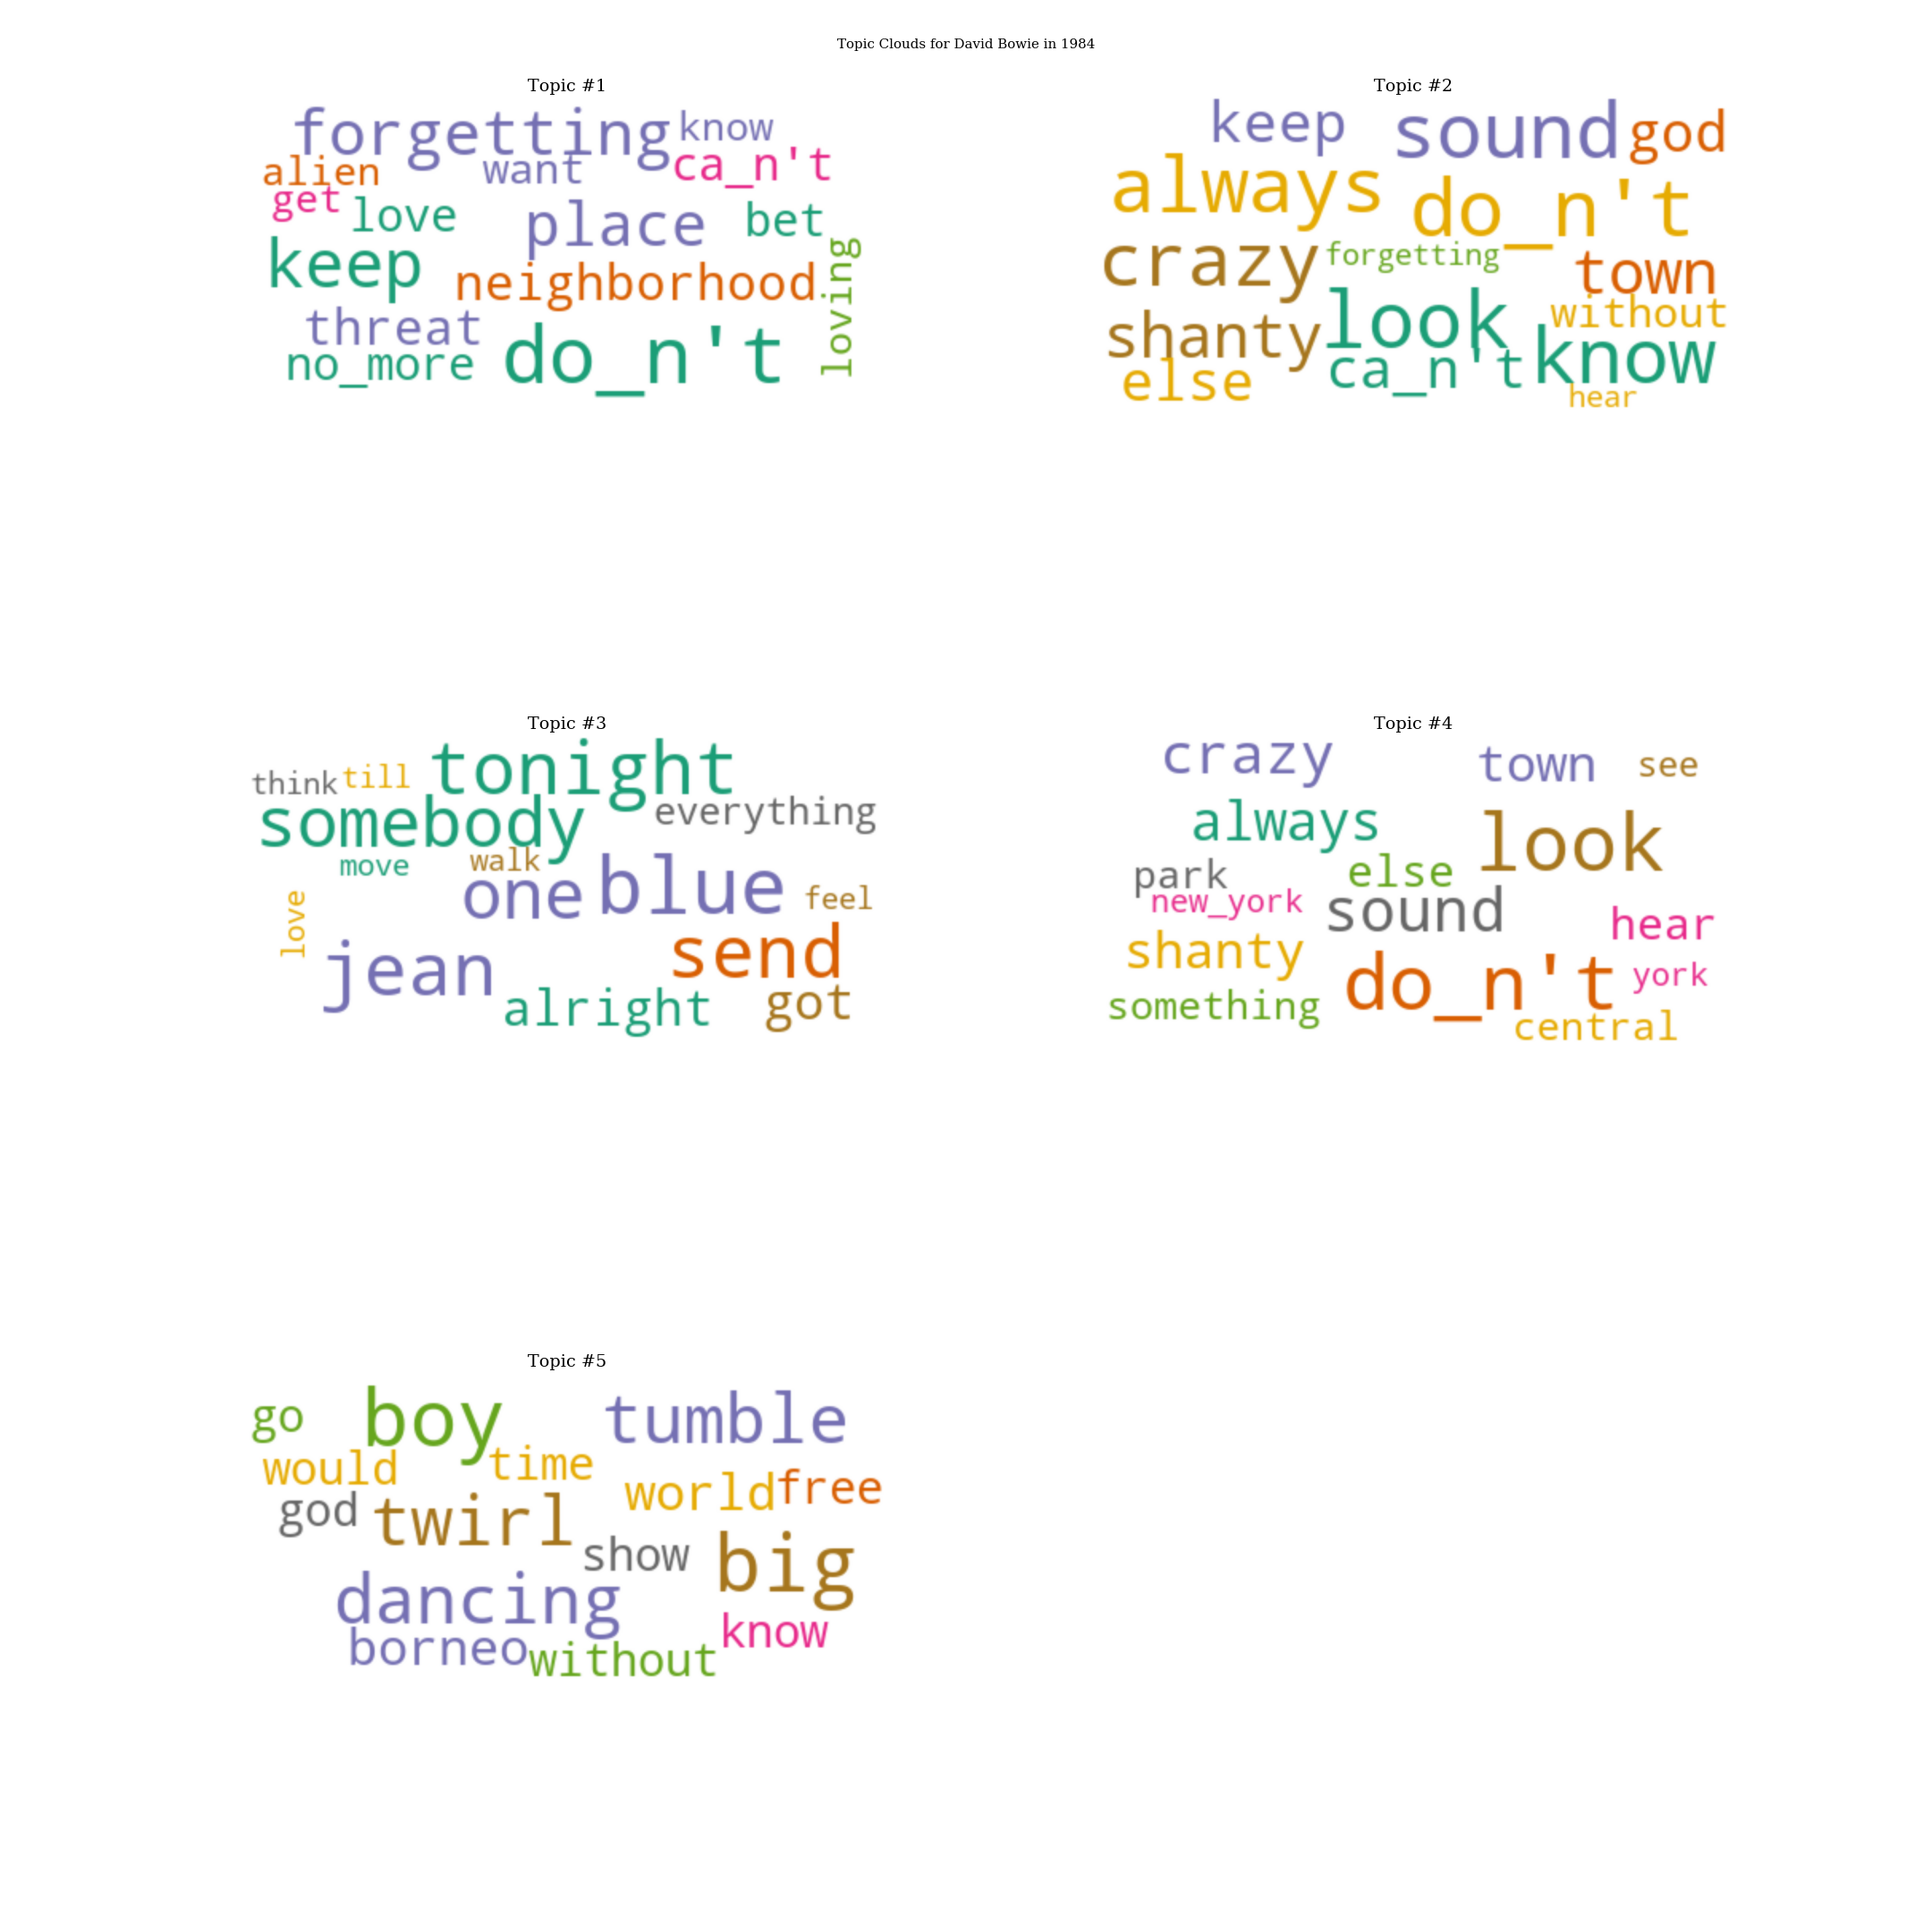 Topic Clouds for David Bowie in 1984
Topic #1
forgetting know
alien want ca_n't
get love place bet
keep neighborhood loving
threat
no_more do_n't
Topic #2
keep sound god
always do_n't
crazy forgetting town
shanty look without
else ca_n't know
hear
Topic #3
think till tonight
somebody everything
move walk
one blue feel
love
jean send
alright got
Topic #4
crazy town see
always look
park else
new_york sound hear
shanty
do_n't york
something central
Topic #5
go boy tumble
would time world free
god twirl
show big
dancing know
borneo without